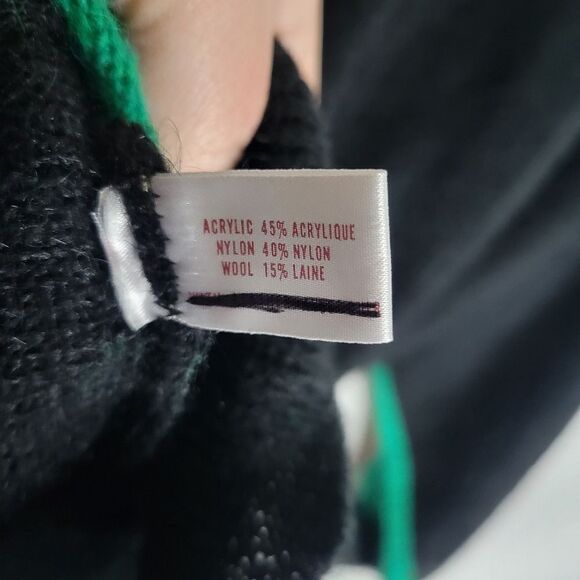 ACRYLIC 45% ACRYLIQUE
NYLON 40% NYLON
WOOL 15% LAINE